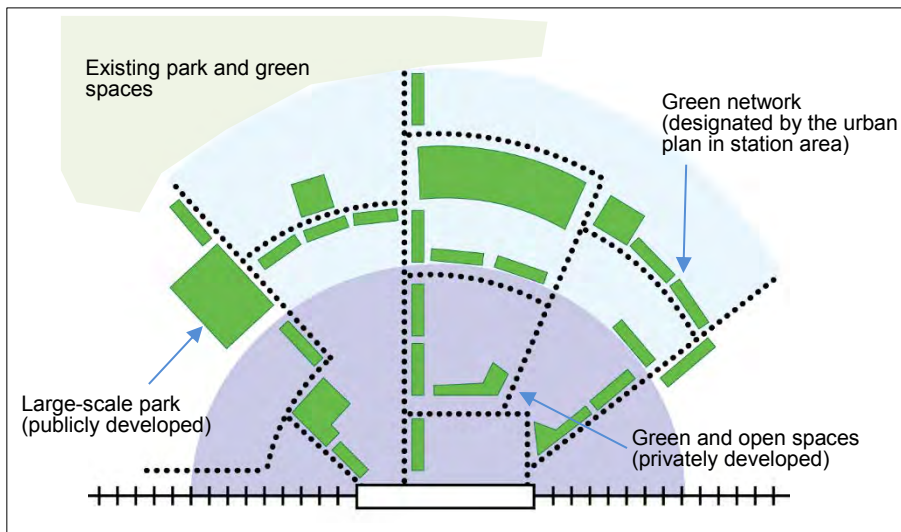 Existing park and green
spaces
Green network
(designated by the urban
plan in station area)
Large-scale park
(publicly developed)
Green and open spaces
(privately developed)